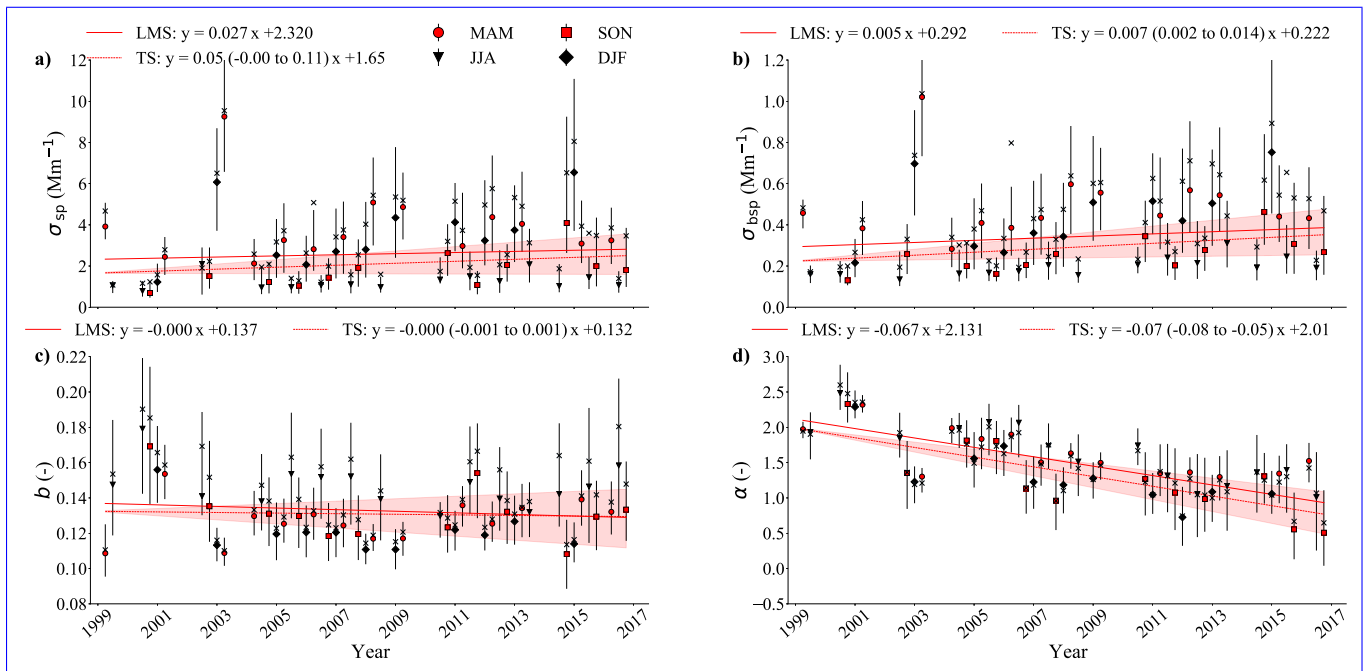 LMS: y = 0.027 x +2.320
MAM
SON
TS: y = 0.05 (-0.00 to 0.11) x +1.65
JJA
DJF
LMS: y = 0.005 x +0.292
TS: y = 0.007 (0.002 to 0.014) x +0.222
a)
12
10
8
6
4
2
0
σsp (Mm−1)
b)
1.2
1.0
0.8
0.6
0.4
0.2
0.0
σbsp (Mm−1)
LMS: y = -0.000 x +0.137
TS: y = -0.000 (-0.001 to 0.001) x +0.132
LMS: y = -0.067 x +2.131
TS: y = -0.07 (-0.08 to -0.05) x +2.01
c)
0.22
0.20
0.18
0.16
0.14
0.12
0.10
0.08
b (-)
1999
2001
2003
2005
2007
2009
2011
2013
2015
2017
Year
d)
3.0
2.5
2.0
1.5
1.0
0.5
0.0
−0.5
α (-)
1999
2001
2003
2005
2007
2009
2011
2013
2015
2017
Year